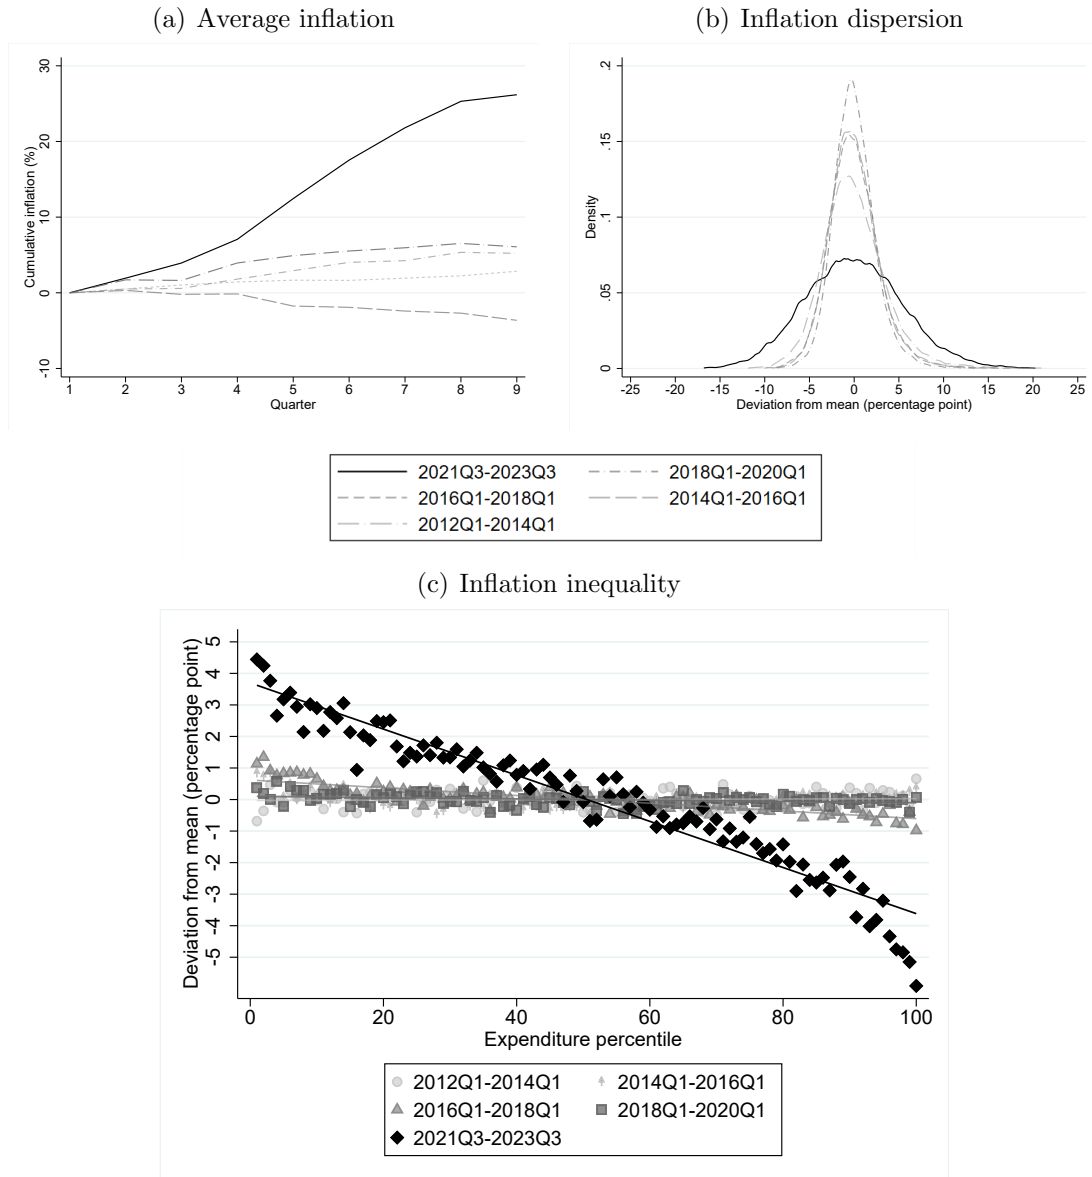 (a) Average inflation
30
20
10
0
-10
Cumulative inflation (%)
1 2 3 4 5 6 7 8 9
Quarter
(b) Inflation dispersion
.2
.15
.1
.05
0
Density
-25 -20 -15 -10 -5 0 5 10 15 20 25
Deviation from mean (percentage point)
2021Q3-2023Q3 2018Q1-2020Q1
2016Q1-2018Q1 2014Q1-2016Q1
2012Q1-2014Q1
(c) Inflation inequality
5
4
3
2
1
0
-1
-2
-3
-4
-5
Deviation from mean (percentage point)
0 20 40 60 80 100
Expenditure percentile
2012Q1-2014Q1 2014Q1-2016Q1
2016Q1-2018Q1 2018Q1-2020Q1
2021Q3-2023Q3